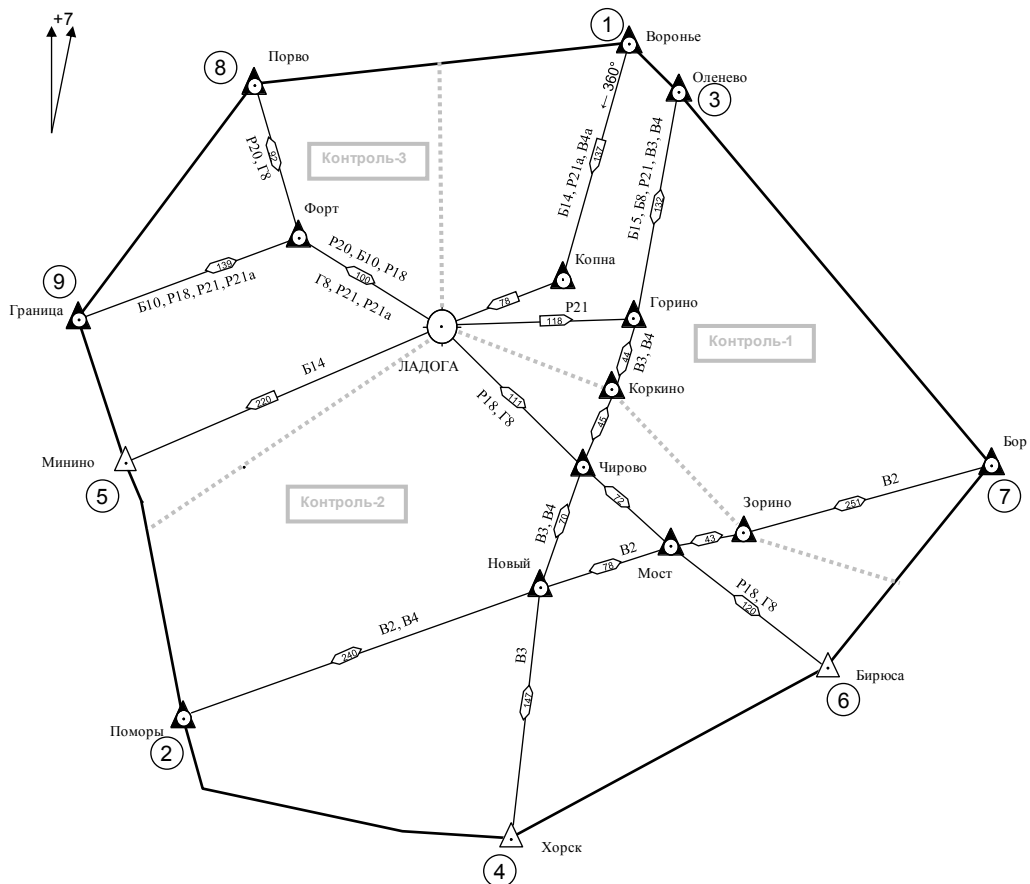 +7
1
Воронье
8
Порво
Оленево
3
← 360°
92
Р20, Г8
Контроль-3
137
Б14, Р21а, В4а
132
Б15, Б8, Р21, В3, В4
Форт
139
Р20, Б10, Р18
100
Г8, Р21, Р21а
Б10, Р18, Р21, Р21а
9
Граница
Копна
78
Р21
118
Горино
ЛАДОГА
Контроль-1
44
В3, В4
Б14
220
Р18, Г8
111
Коркино
45
Минино
5
Чирово
Бор
7
Контроль-2
72
Зорино
В2
251
В3, В4
70
43
Новый
В2
78
Мост
Р18, Г8
120
В2, В4
240
В3
147
Бирюса
6
Поморы
2
Хорск
4